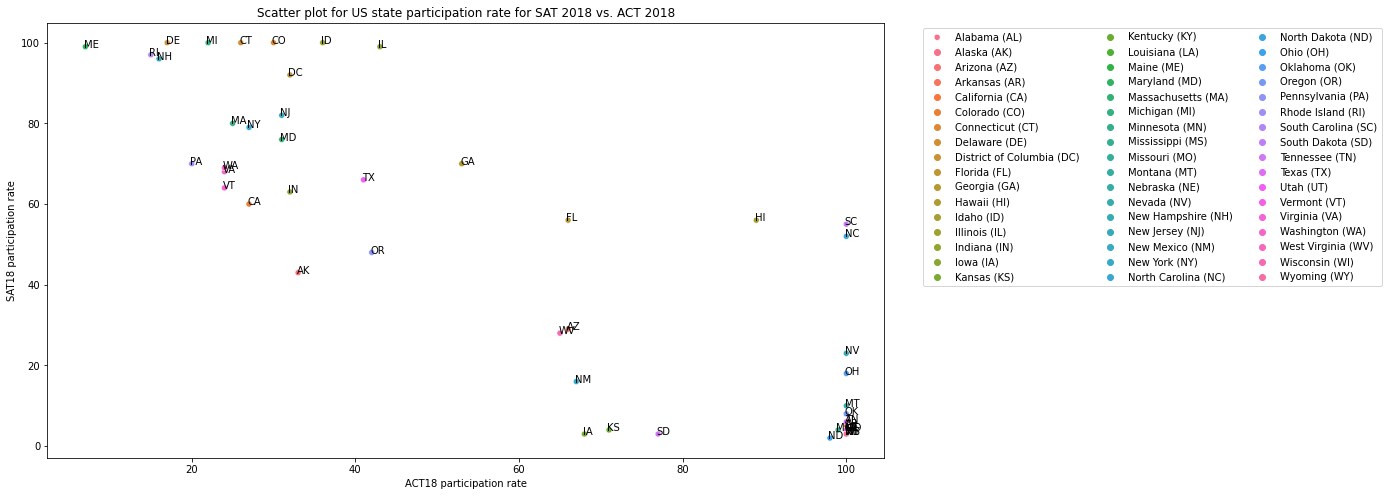 Scatter plot for US state participation rate for SAT 2018 vs. ACT 2018
SAT18 participation rate
100
80
60
40
20
0
20
40
60
80
100
ACT18 participation rate
ME
DE
MI
CT
CO
ID
IL
RI
NH
DC
MA
NY
NJ
MD
PA
WA
VA
VT
CA
IN
TX
GA
FL
HI
SC
NC
OR
AK
WV
AZ
NM
NV
OH
MT
OK
IA
KS
SD
ND
Alabama (AL)
Alaska (AK)
Arizona (AZ)
Arkansas (AR)
California (CA)
Colorado (CO)
Connecticut (CT)
Delaware (DE)
District of Columbia (DC)
Florida (FL)
Georgia (GA)
Hawaii (HI)
Idaho (ID)
Illinois (IL)
Indiana (IN)
Iowa (IA)
Kansas (KS)
Kentucky (KY)
Louisiana (LA)
Maine (ME)
Maryland (MD)
Massachusetts (MA)
Michigan (MI)
Minnesota (MN)
Mississippi (MS)
Missouri (MO)
Montana (MT)
Nebraska (NE)
Nevada (NV)
New Hampshire (NH)
New Jersey (NJ)
New Mexico (NM)
New York (NY)
North Carolina (NC)
North Dakota (ND)
Ohio (OH)
Oklahoma (OK)
Oregon (OR)
Pennsylvania (PA)
Rhode Island (RI)
South Carolina (SC)
South Dakota (SD)
Tennessee (TN)
Texas (TX)
Utah (UT)
Vermont (VT)
Virginia (VA)
Washington (WA)
West Virginia (WV)
Wisconsin (WI)
Wyoming (WY)